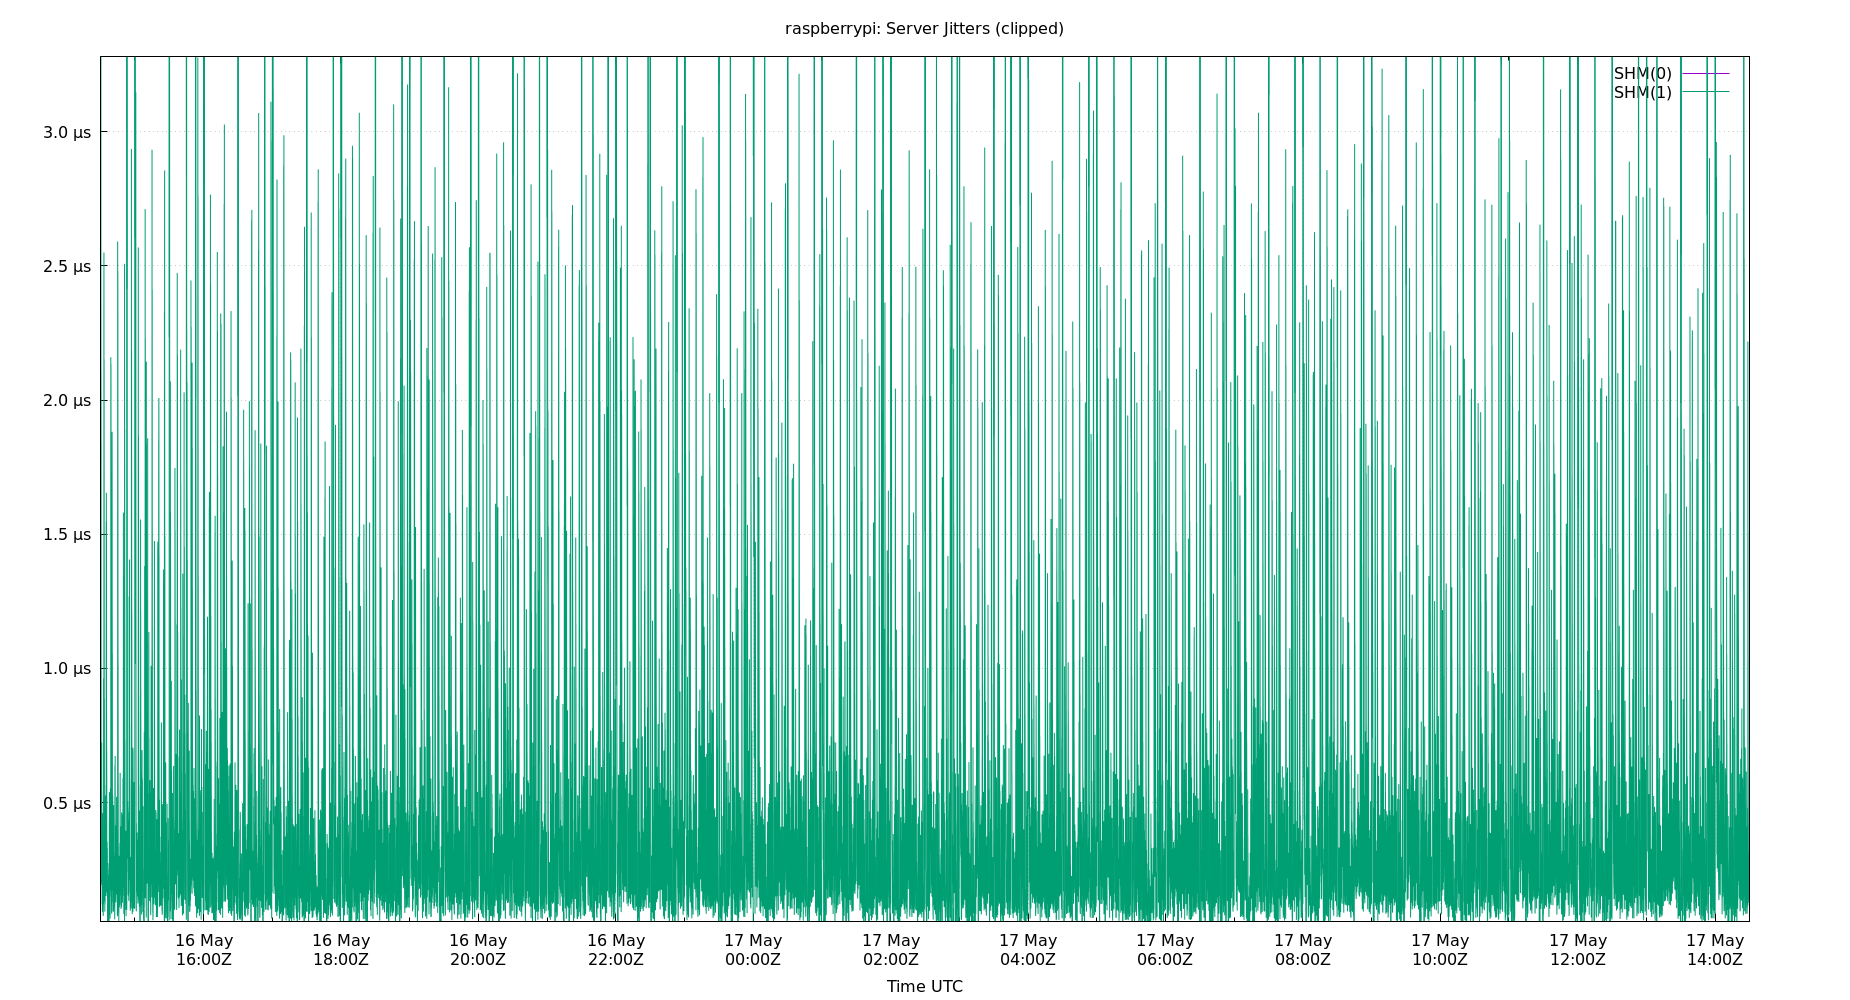 raspberrypi: Server Jitters (clipped)
SHM(0)
SHM(1)
3.0 µs
2.5 µs
2.0 µs
1.5 µs
1.0 µs
0.5 µs
16 May 16 May 16 May 16 May 17 May 17 May 17 May 17 May 17 May 17 May 17 May 17 May
16:00Z 18:00Z 20:00Z 22:00Z 00:00Z 02:00Z 04:00Z 06:00Z 08:00Z 10:00Z 12:00Z 14:00Z
Time UTC